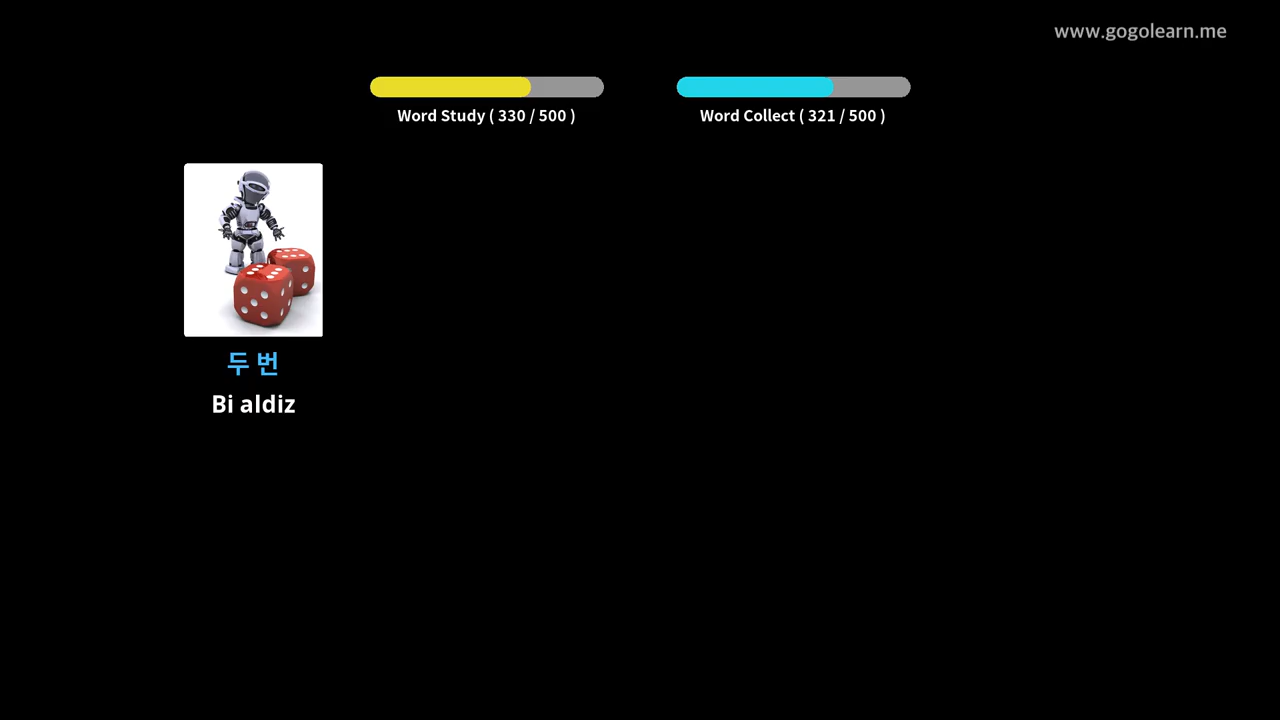 www.gogolearn.me
Word Study ( 330 / 500 )
Word Collect ( 321 / 500 )
두 번
Bi aldiz